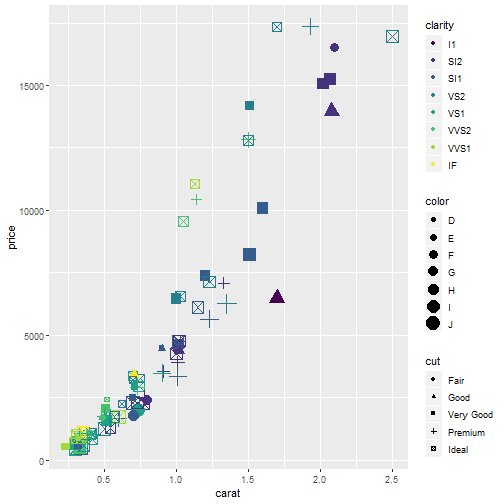 clarity
I1
SI2
SI1
VS2
VS1
VVS2
VVS1
IF
color
D
E
F
G
H
I
J
cut
Fair
Good
Very Good
Premium
Ideal
price
15000
10000
5000
0
0.5
1.0
1.5
2.0
2.5
carat